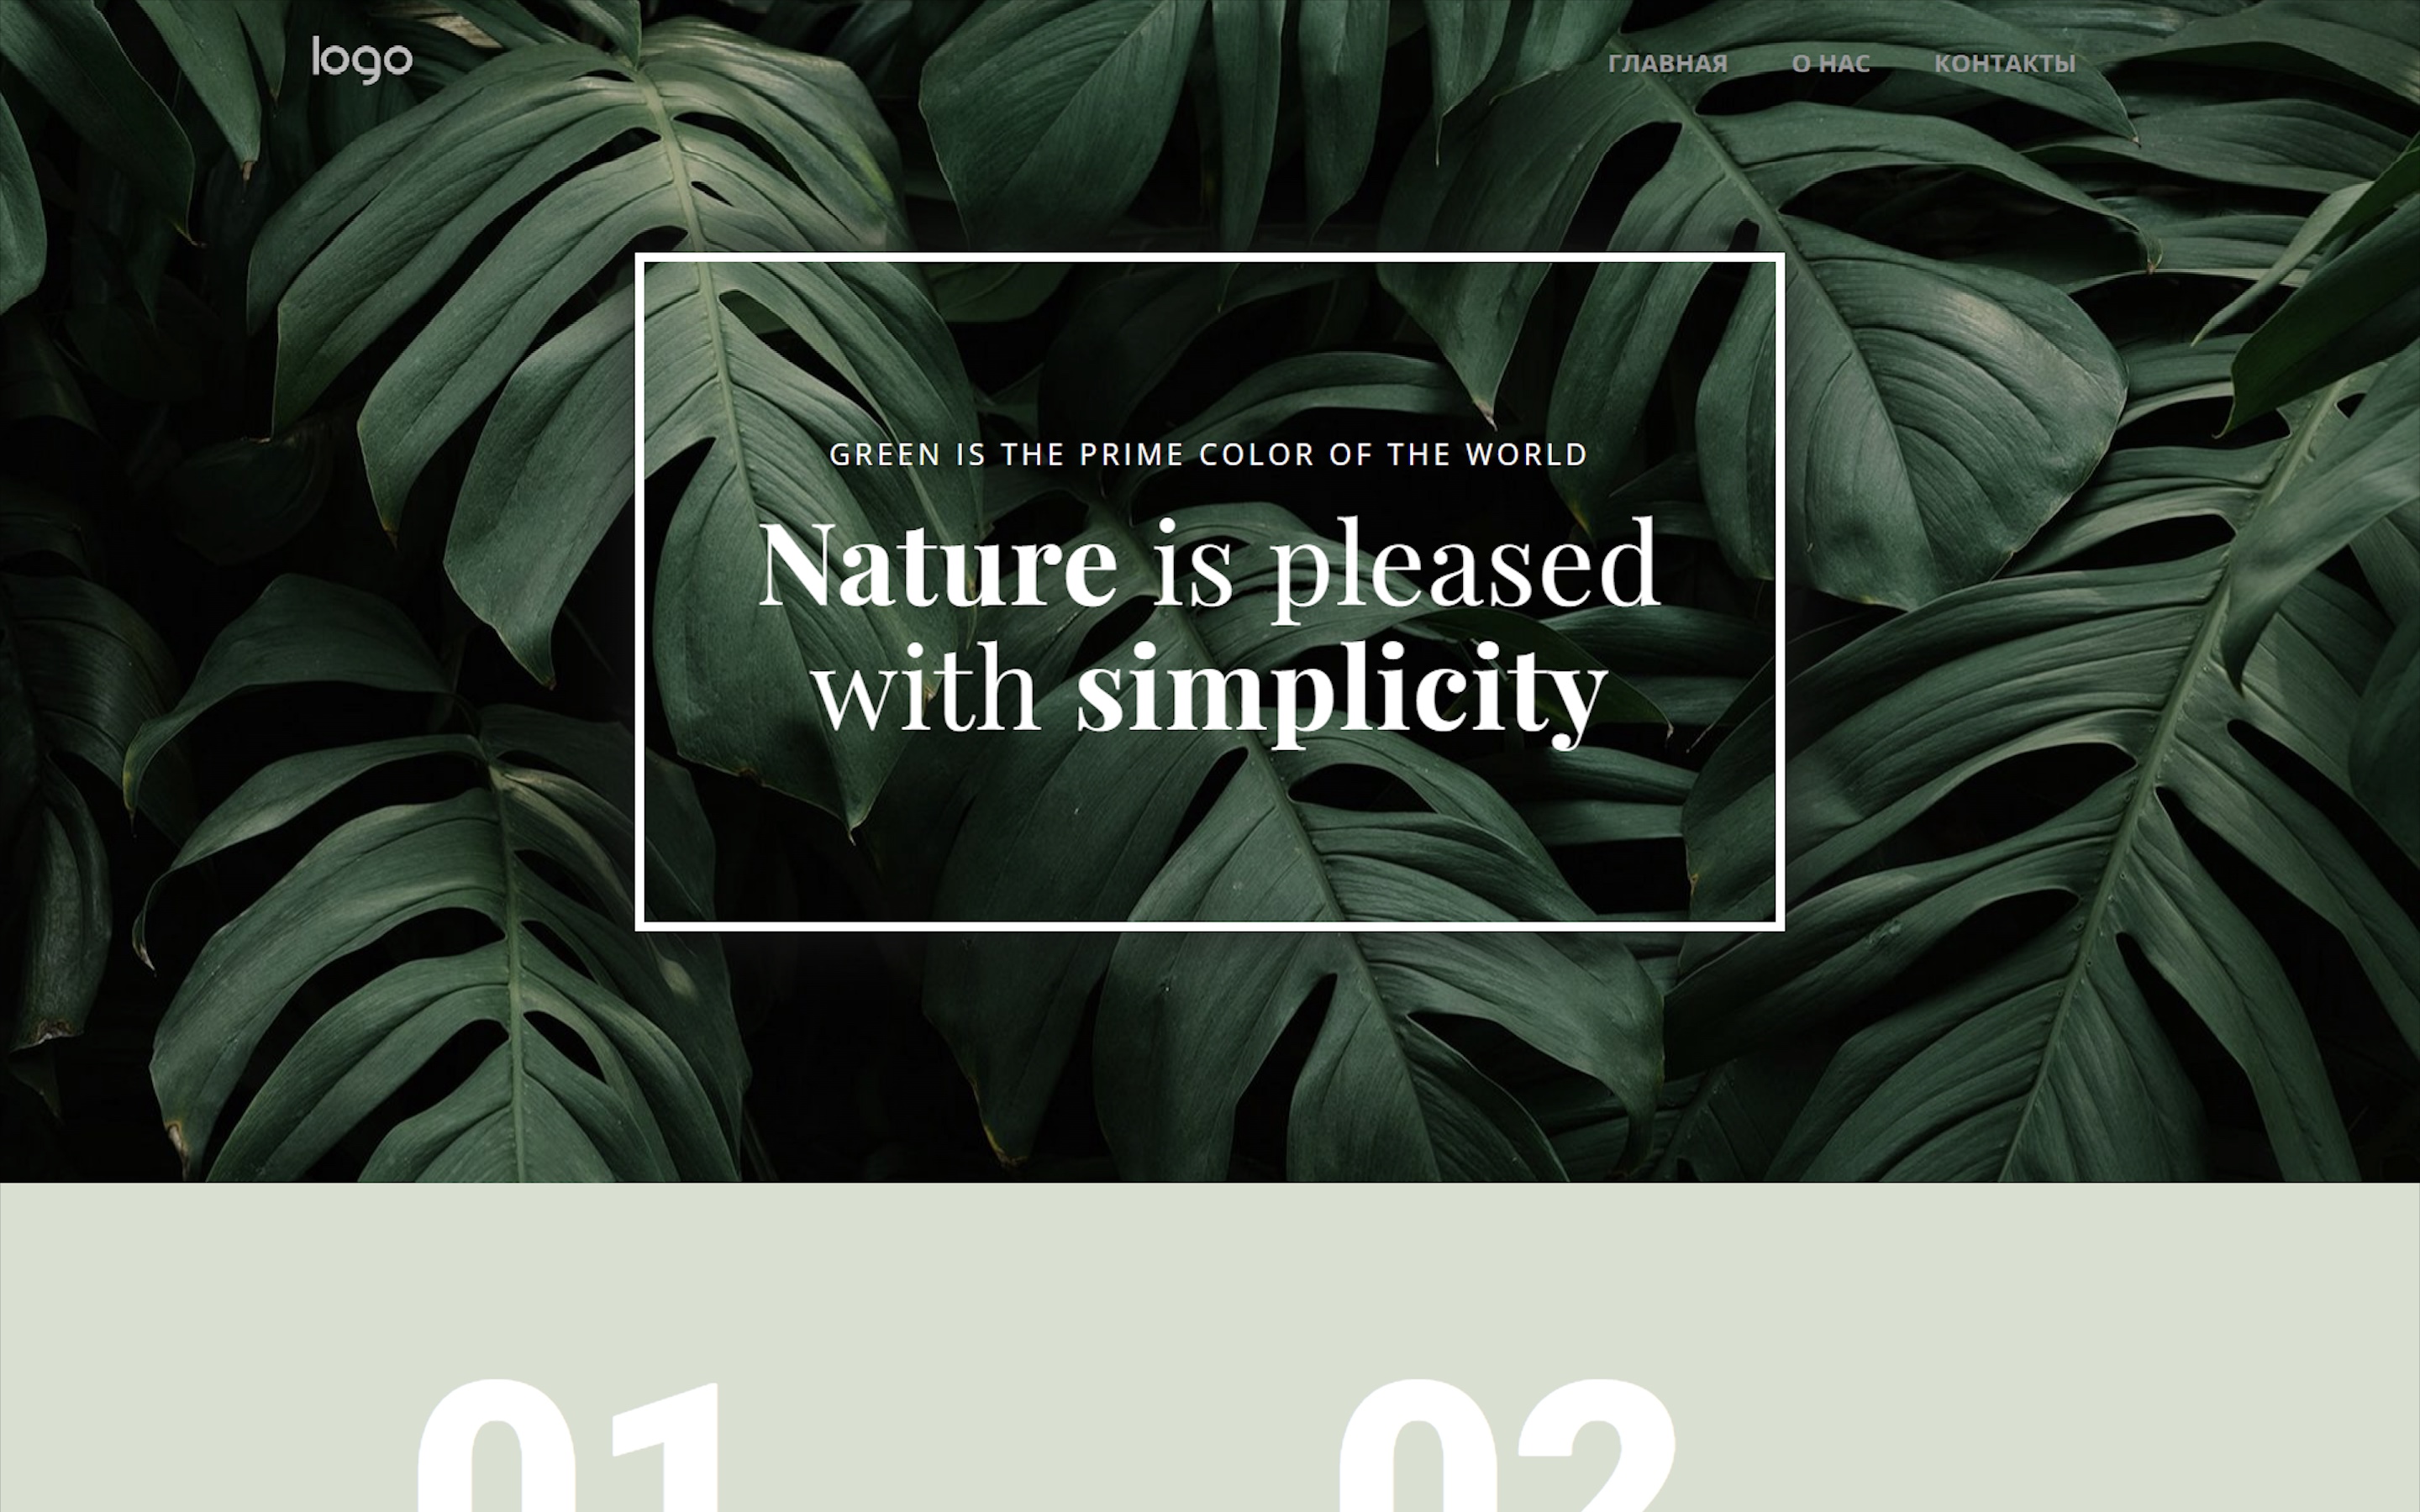 logo
ГЛАВНАЯ О НАС КОНТАКТЫ
GREEN IS THE PRIME COLOR OF THE WORLD
Nature is pleased
with simplicity
01 02